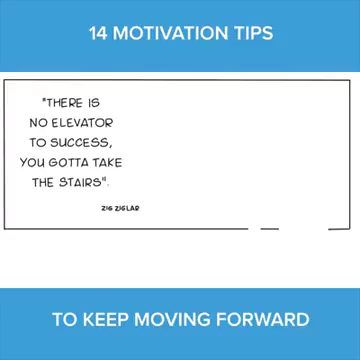 14 MOTIVATION TIPS
"THERE IS
NO ELEVATOR
TO SUCCESS,
YOU GOTTA TAKE
THE STAIRS".
ZIG ZIGLAR
TO KEEP MOVING FORWARD